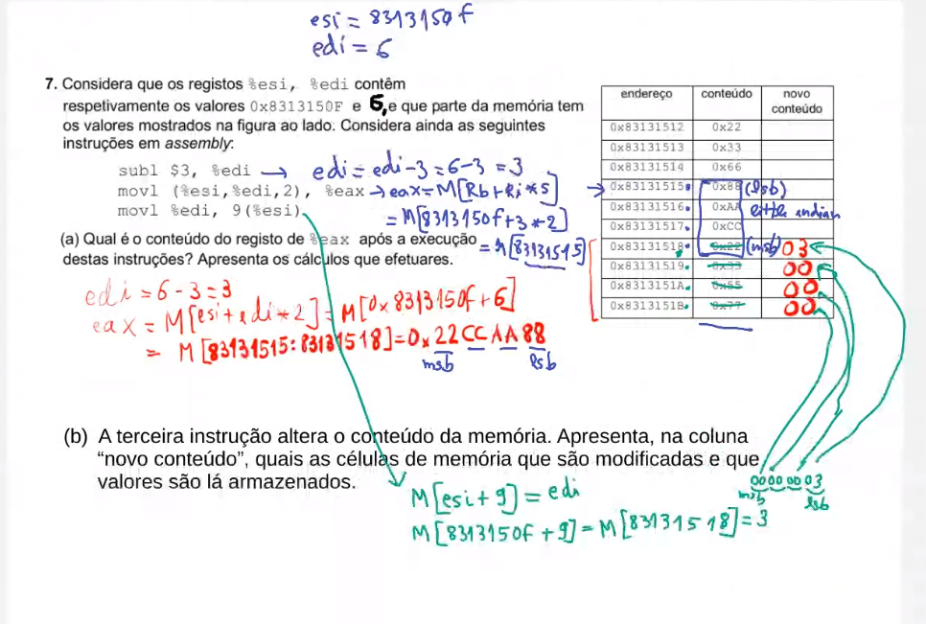 esi = 8313150f
edi = 6
7. Considera que os registos %esi, %edi contêm
respetivamente os valores 0x8313150F e 6, e que parte da memória tem
os valores mostrados na figura ao lado. Considera ainda as seguintes
instruções em assembly:
subl $3, %edi → edi = edi-3 = 6-3 = 3
movl (%esi,%edi,2), %eax → eax = M[Rb+Ri*S]
movl %edi, 9(%esi)
= M[8313150f+3*2]
= M[83131515]
(a) Qual é o conteúdo do registo de %eax após a execução
destas instruções? Apresenta os cálculos que efetuares.
endereço conteúdo novo conteúdo
0x83131512 0x22
0x83131513 0x33
0x83131514 0x66
→ 0x83131515 0x88 (lsb)
0x83131516 0xAA little endian
0x83131517 0xCC
0x83131518 0x22 (msb) 03
0x83131519 0x33 00
0x8313151A 0x55 00
0x8313151B 0x77 00
edi = 6-3 = 3
eax = M[esi+edi*2] = M[0x8313150f+6]
= M[83131515:83131518] = 0x22CCAA88
msb lsb
(b) A terceira instrução altera o conteúdo da memória. Apresenta, na coluna
“novo conteúdo”, quais as células de memória que são modificadas e que
valores são lá armazenados.
00 00 00 03
msb lsb
M[esi+9] = edi
M[8313150f+9] = M[83131518] = 3